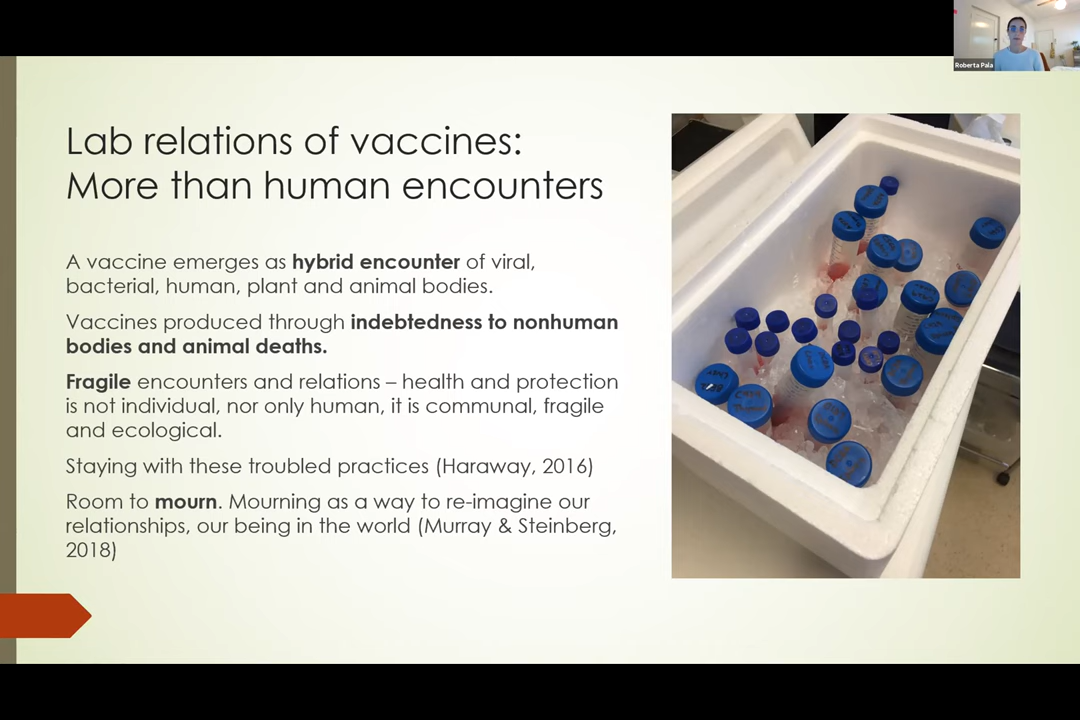 Roberta Pala
Lab relations of vaccines:
More than human encounters
A vaccine emerges as hybrid encounter of viral,
bacterial, human, plant and animal bodies.
Vaccines produced through indebtedness to nonhuman
bodies and animal deaths.
Fragile encounters and relations – health and protection
is not individual, nor only human, it is communal, fragile
and ecological.
Staying with these troubled practices (Haraway, 2016)
Room to mourn. Mourning as a way to re-imagine our
relationships, our being in the world (Murray & Steinberg,
2018)